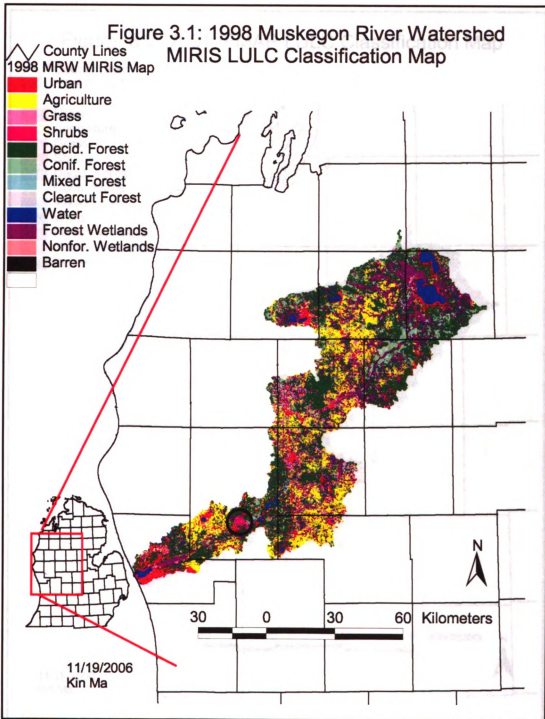 Figure 3.1: 1998 Muskegon River Watershed
MIRIS LULC Classification Map
County Lines
1998 MRW MIRIS Map
Urban
Agriculture
Grass
Shrubs
Decid. Forest
Conif. Forest
Mixed Forest
Clearcut Forest
Water
Forest Wetlands
Nonfor. Wetlands
Barren
N
30 0 30 60 Kilometers
11/19/2006
Kin Ma